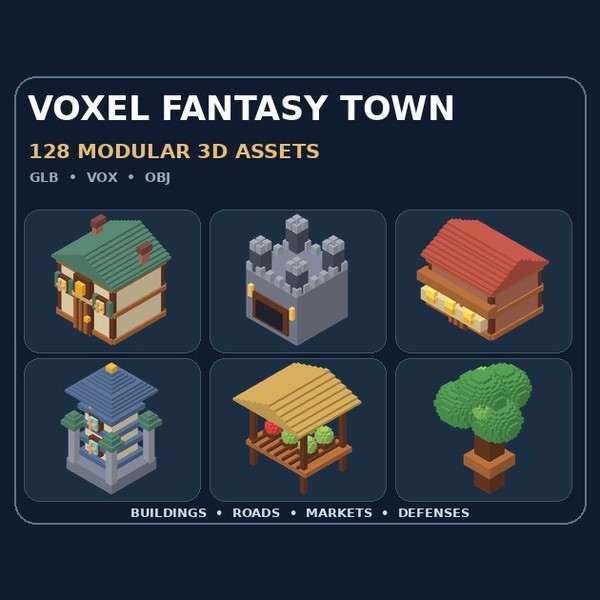 VOXEL FANTASY TOWN
128 MODULAR 3D ASSETS
GLB • VOX • OBJ
BUILDINGS • ROADS • MARKETS • DEFENSES